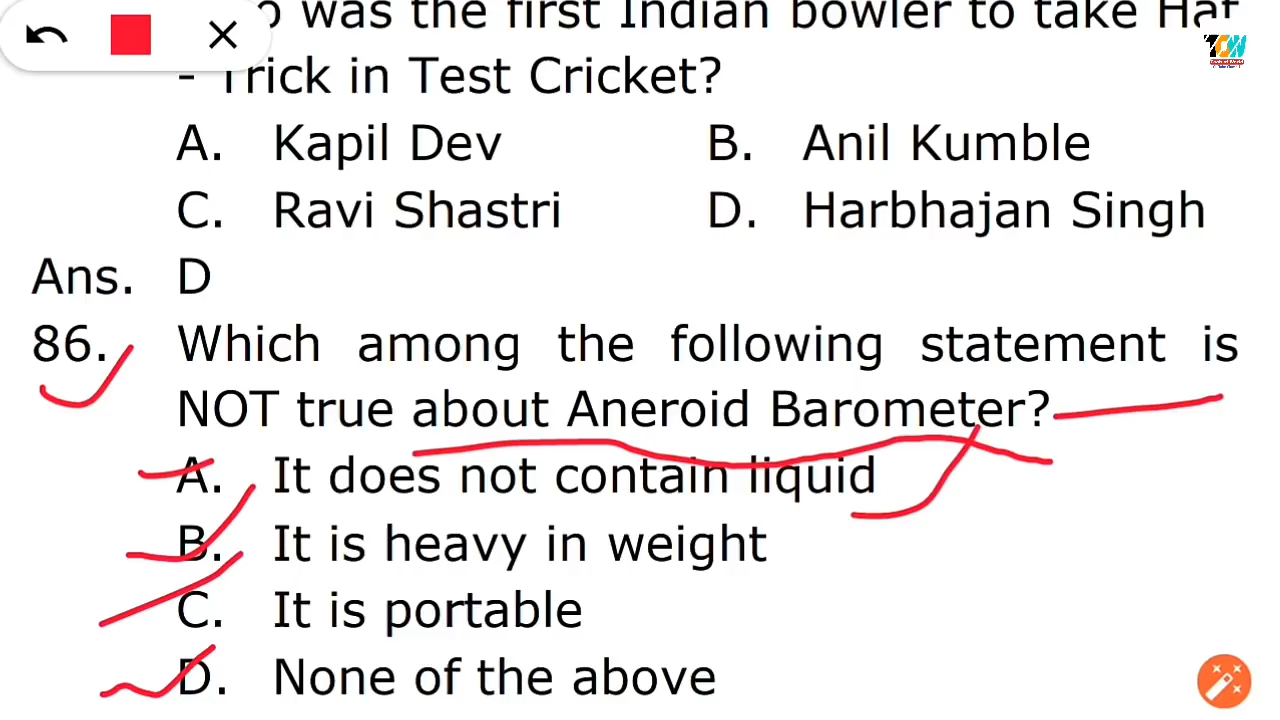 was the first Indian bowler to take Hat
- Trick in Test Cricket?
A. Kapil Dev B. Anil Kumble
C. Ravi Shastri D. Harbhajan Singh
Ans. D
86. Which among the following statement is
NOT true about Aneroid Barometer?
A. It does not contain liquid
B. It is heavy in weight
C. It is portable
D. None of the above